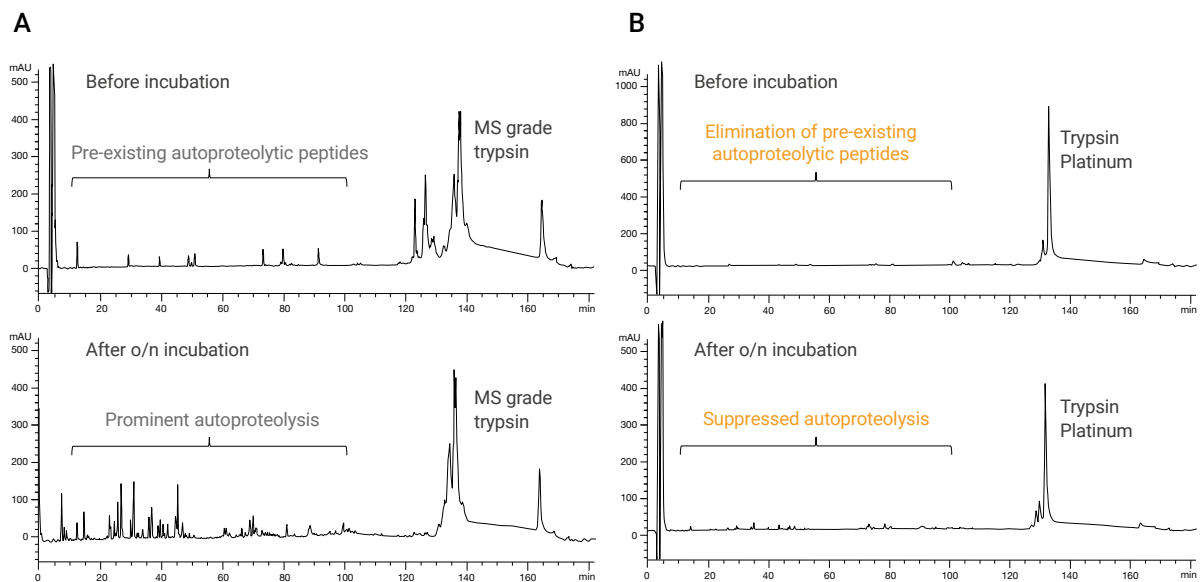 A
mAU
500
400
300
200
100
0
Before incubation
Pre-existing autoproteolytic peptides
MS grade
trypsin
0 20 40 60 80 100 120 140 160 min
mAU
500
400
300
200
100
0
After o/n incubation
Prominent autoproteolysis
MS grade
trypsin
0 20 40 60 80 100 120 140 160 min
B
mAU
1000
800
600
400
200
0
Before incubation
Elimination of pre-existing
autoproteolytic peptides
Trypsin
Platinum
0 20 40 60 80 100 120 140 160 min
mAU
500
400
300
200
100
0
After o/n incubation
Suppressed autoproteolysis
Trypsin
Platinum
0 20 40 60 80 100 120 140 160 min